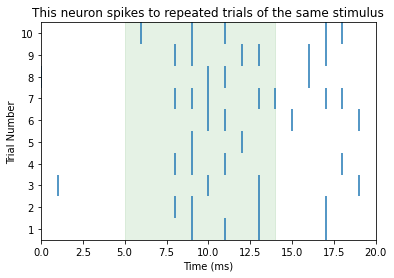 This neuron spikes to repeated trials of the same stimulus
10
9
8
7
6
5
4
3
2
1
Trial Number
0.0 2.5 5.0 7.5 10.0 12.5 15.0 17.5 20.0
Time (ms)